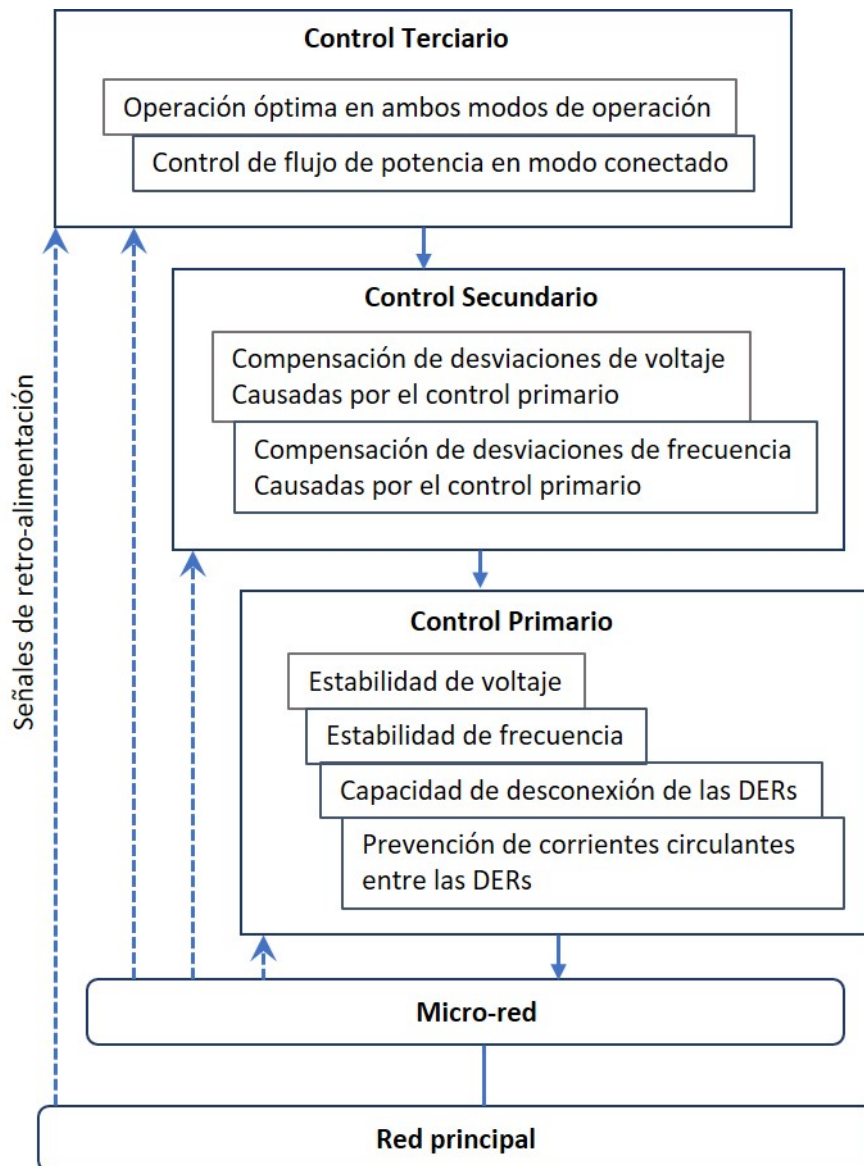 Control Terciario
Operación óptima en ambos modos de operación
Control de flujo de potencia en modo conectado
Control Secundario
Compensación de desviaciones de voltaje
Causadas por el control primario
Compensación de desviaciones de frecuencia
Causadas por el control primario
Señales de retro-alimentación
Control Primario
Estabilidad de voltaje
Estabilidad de frecuencia
Capacidad de desconexión de las DERs
Prevención de corrientes circulantes
entre las DERs
Micro-red
Red principal